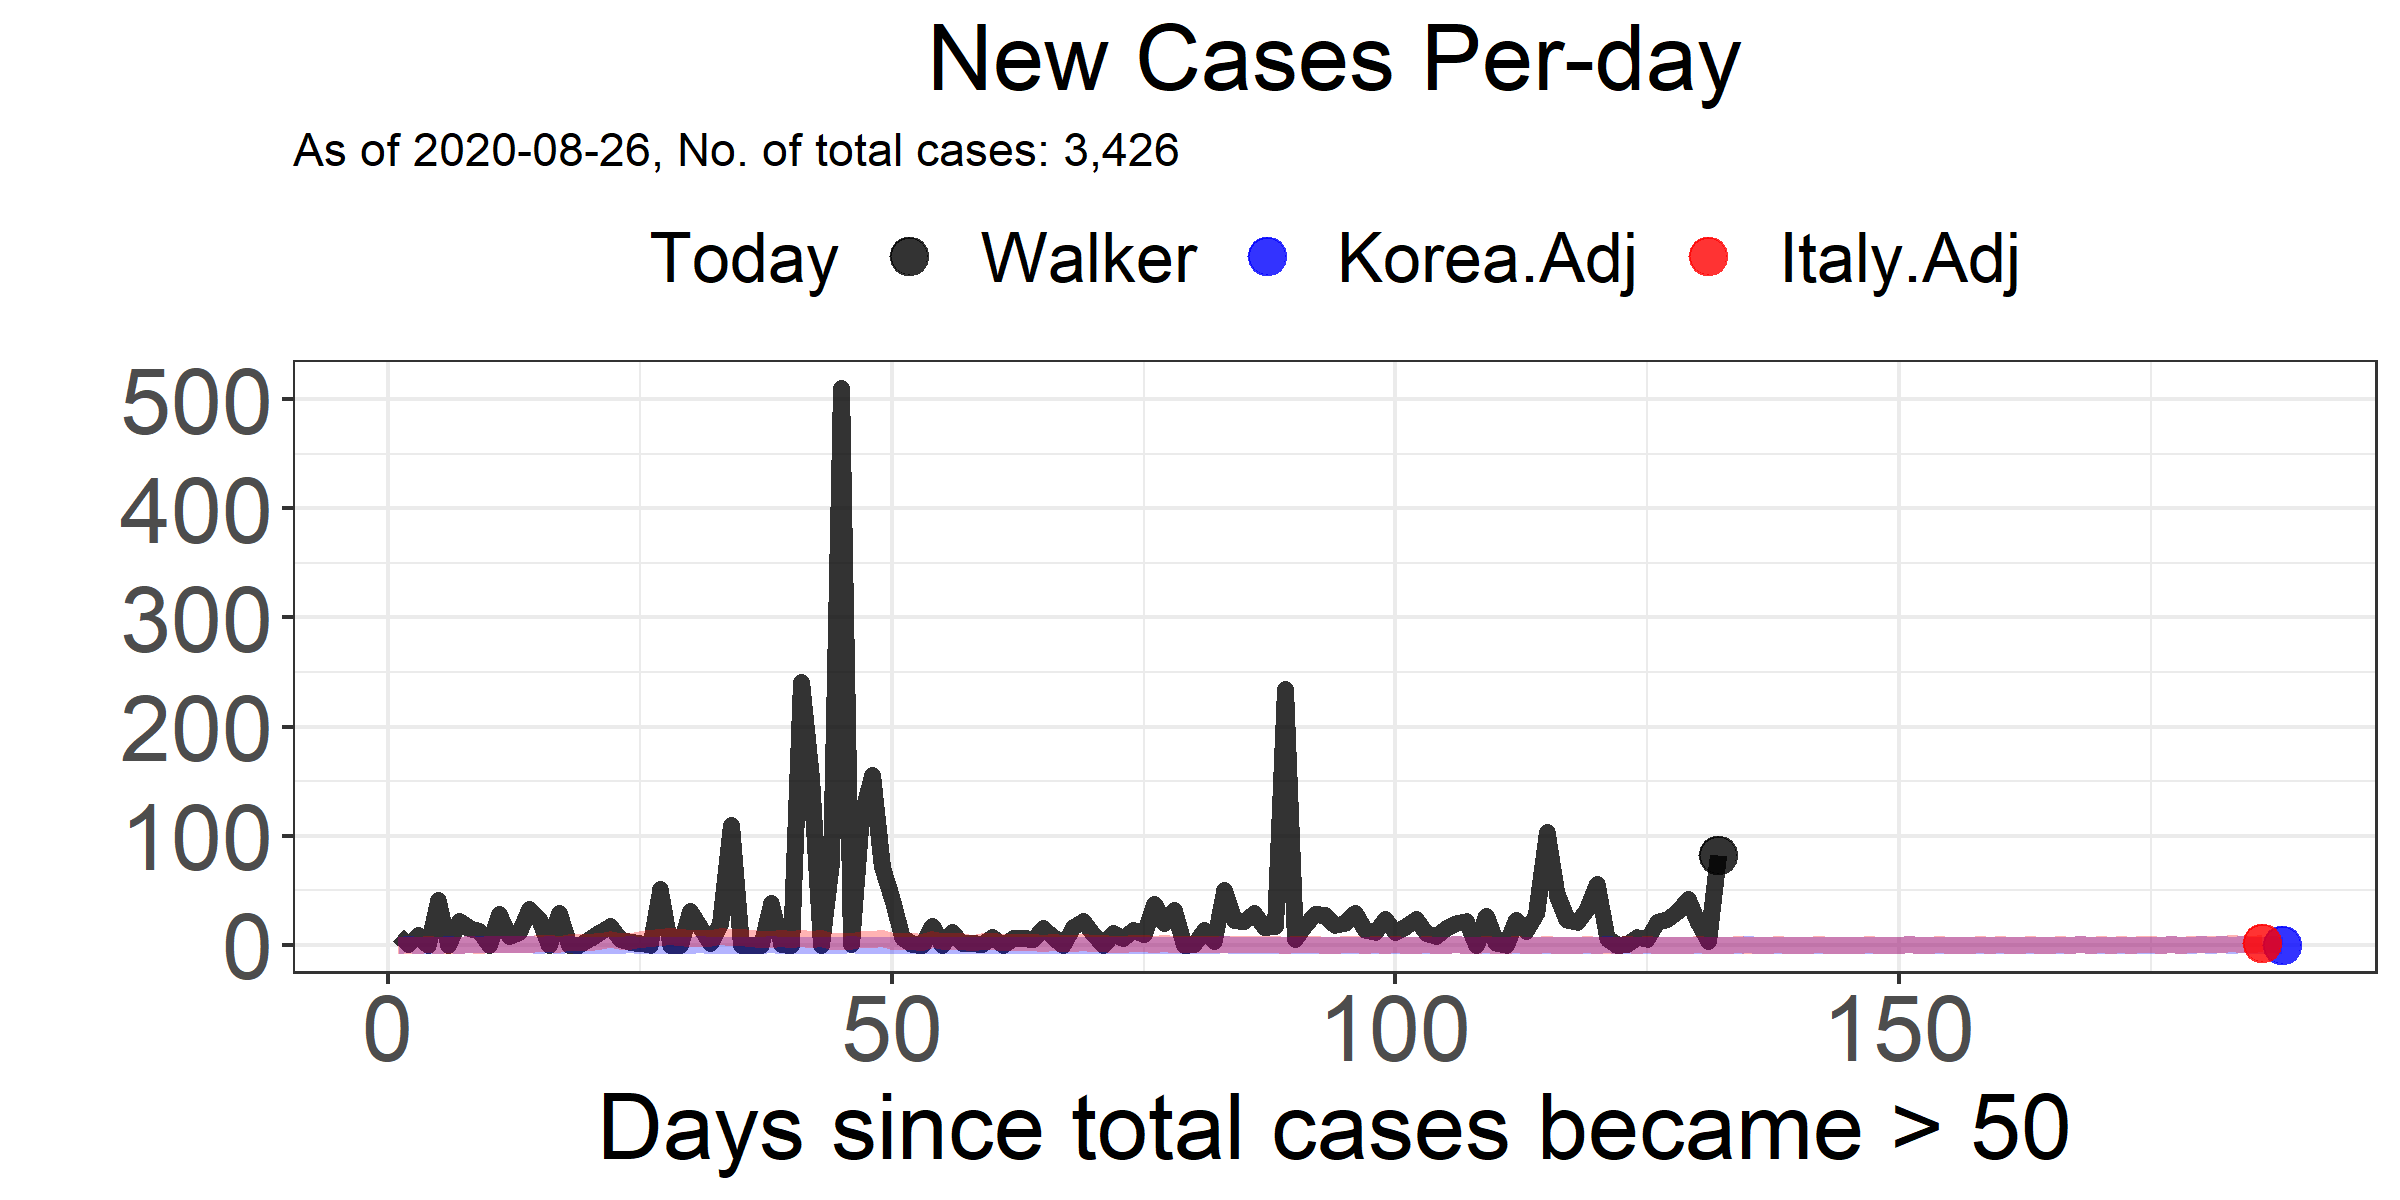 New Cases Per-day
As of 2020-08-26, No. of total cases: 3,426
Today Walker Korea.Adj Italy.Adj
500
400
300
200
100
0
0 50 100 150
Days since total cases became > 50